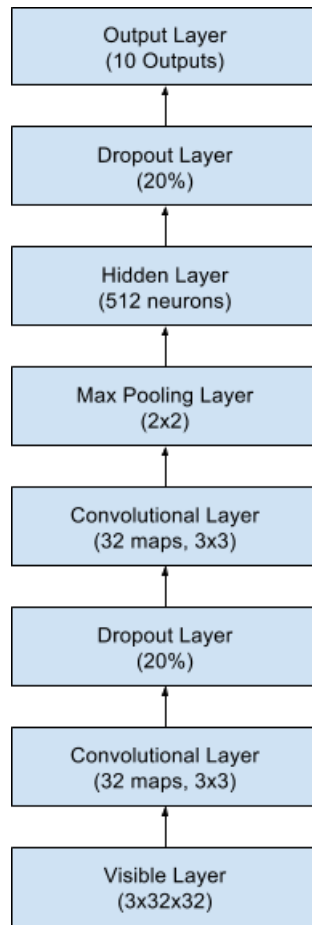 Output Layer
(10 Outputs)
Dropout Layer
(20%)
Hidden Layer
(512 neurons)
Max Pooling Layer
(2x2)
Convolutional Layer
(32 maps, 3x3)
Dropout Layer
(20%)
Convolutional Layer
(32 maps, 3x3)
Visible Layer
(3x32x32)